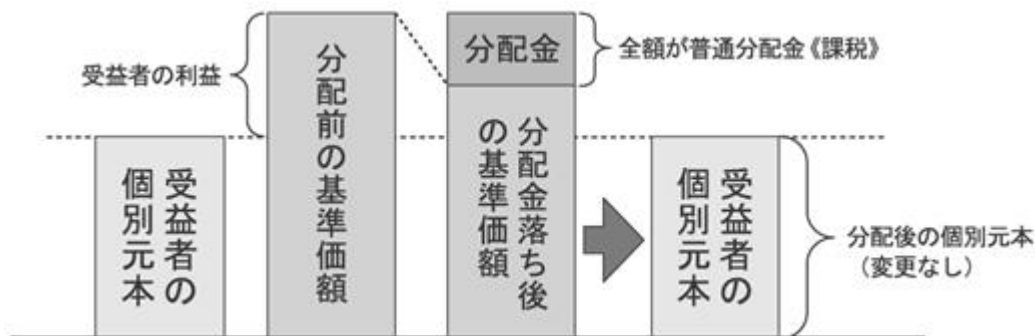 受益者の利益
受益者の
個別元本
分配前の基準価額
分配金
全額が普通分配金《課税》
分配金落ち後
の基準価額
受益者の
個別元本
分配後の個別元本
（変更なし）